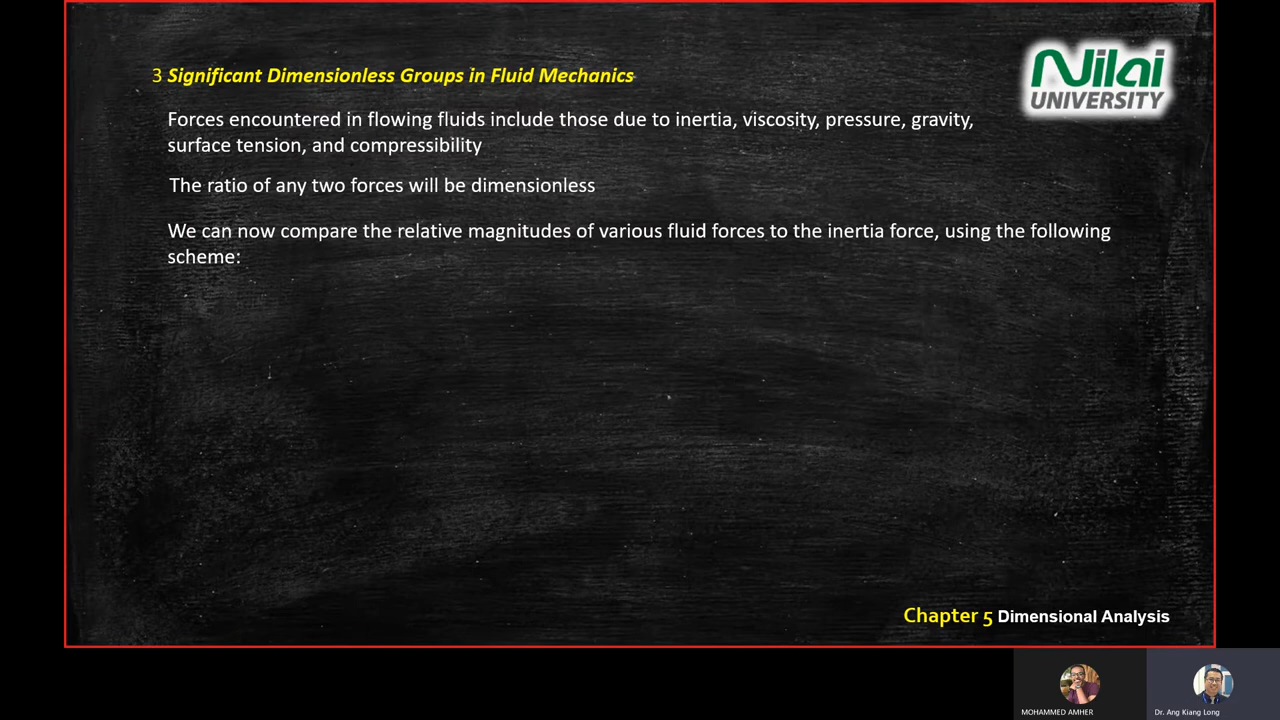 3 Significant Dimensionless Groups in Fluid Mechanics
Nilai
UNIVERSITY
Forces encountered in flowing fluids include those due to inertia, viscosity, pressure, gravity,
surface tension, and compressibility
The ratio of any two forces will be dimensionless
We can now compare the relative magnitudes of various fluid forces to the inertia force, using the following
scheme:
Chapter 5 Dimensional Analysis
MOHAMMED AMHER
Dr. Ang Kiang Long